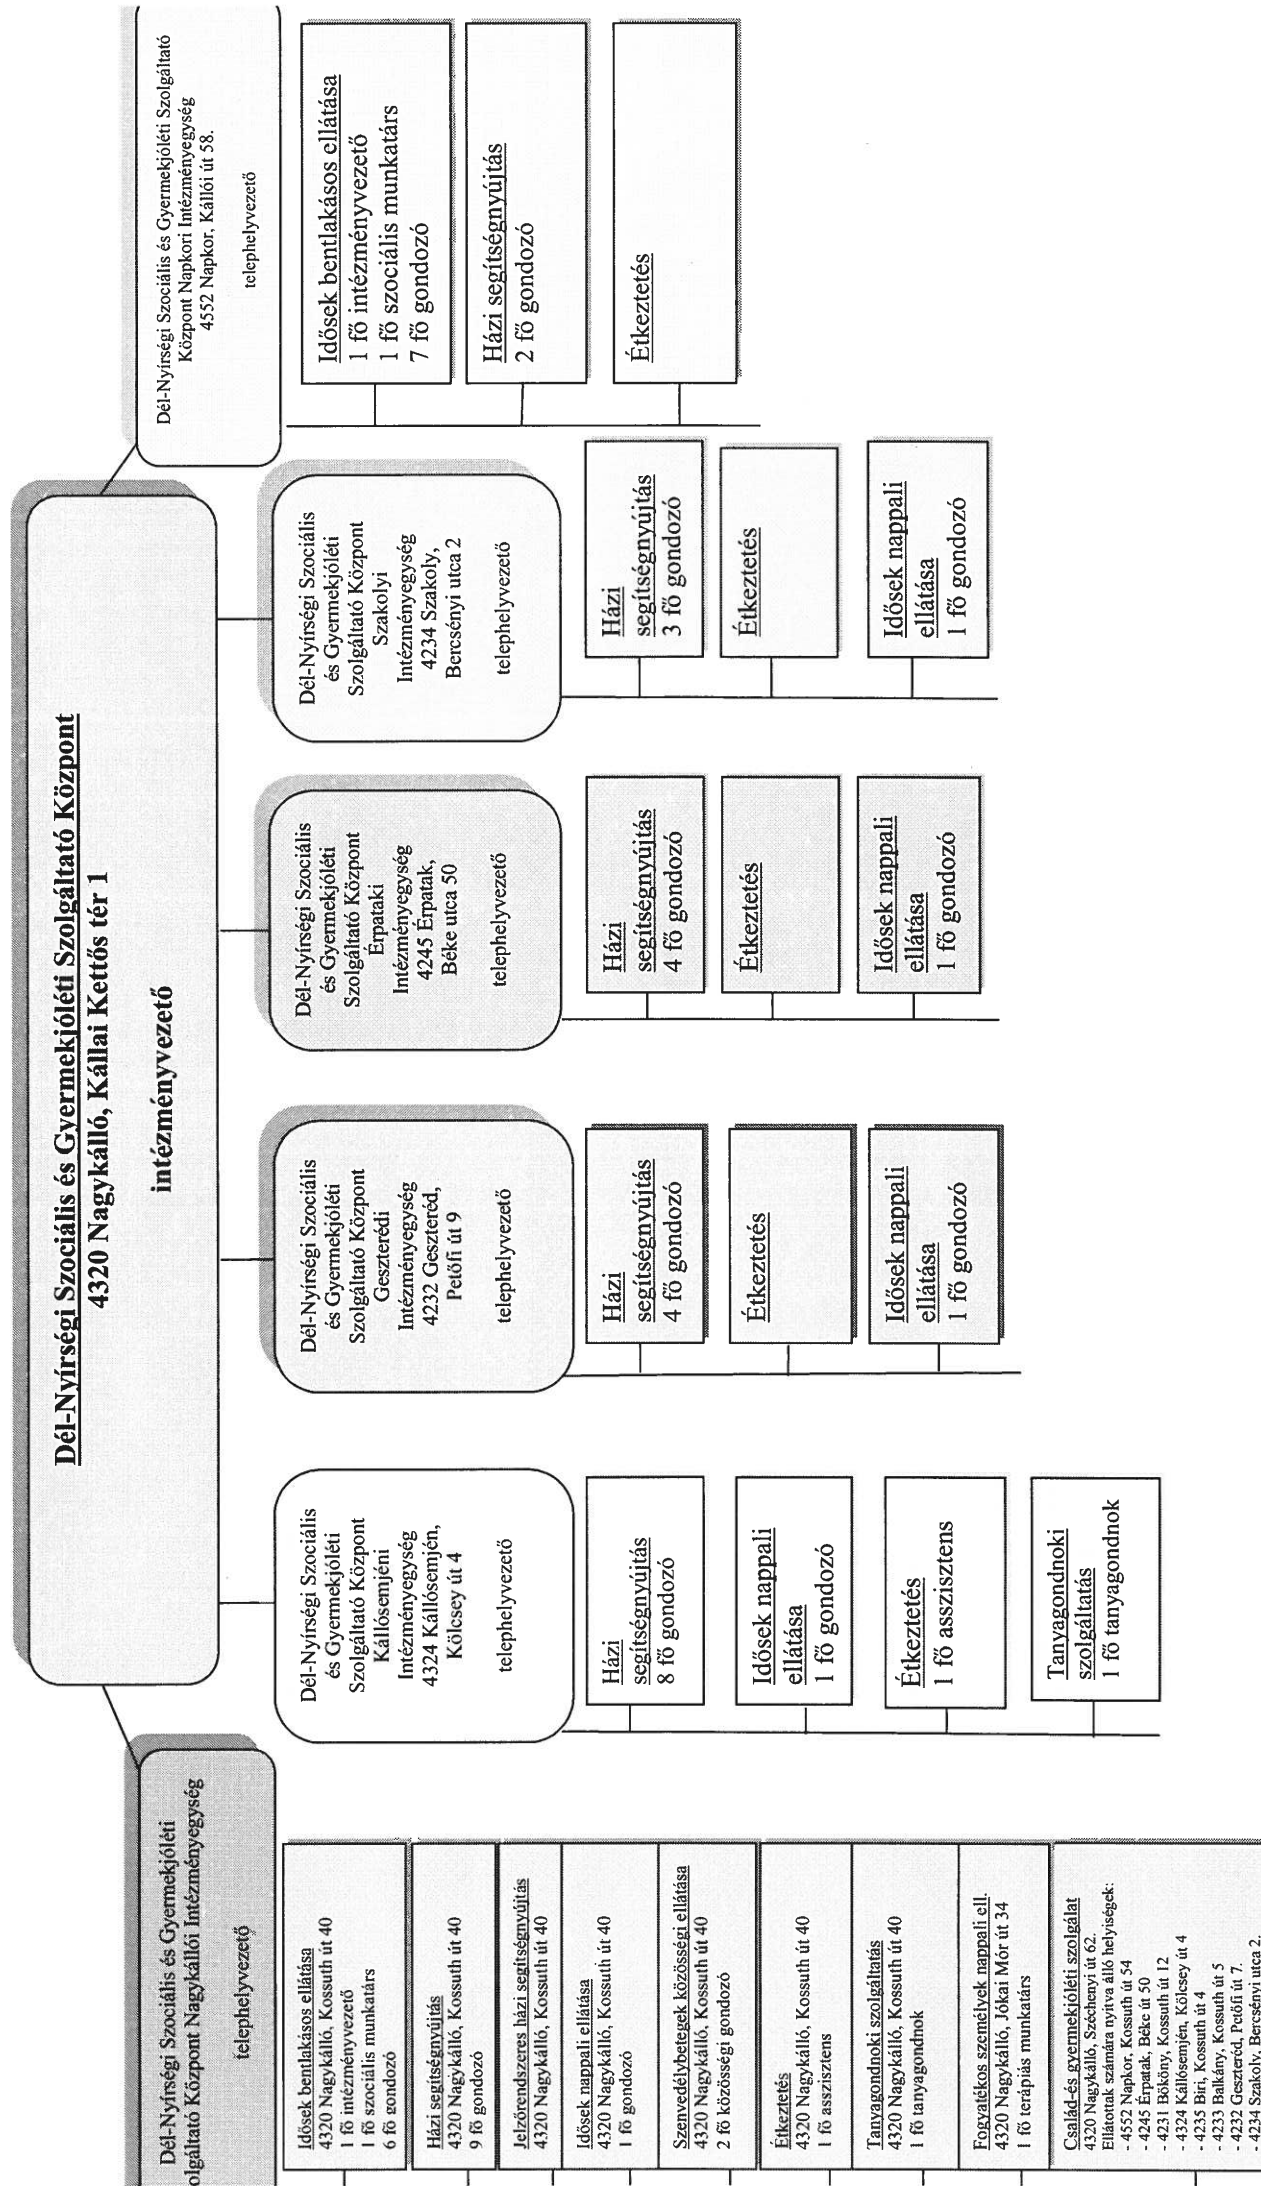 Dél-Nyírségi Szociális és Gyermekjóléti Szolgáltató Központ
4320 Nagykálló, Kállai Kettős tér 1
intézményvezető
Dél-Nyírségi Szociális és Gyermekjóléti
olgáltató Központ Nagykállói Intézményegység
telephelyvezető
Idősek bentlakásos ellátása
4320 Nagykálló, Kossuth út 40
1 fő intézményvezető
1 fő szociális munkatárs
6 fő gondozó
Házi segítségnyújtás
4320 Nagykálló, Kossuth út 40
9 fő gondozó
Jelzőrendszeres házi segítségnyújtás
4320 Nagykálló, Kossuth út 40
Idősek nappali ellátása
4320 Nagykálló, Kossuth út 40
1 fő gondozó
Szenvedélybetegek közösségi ellátása
4320 Nagykálló, Kossuth út 40
2 fő közösségi gondozó
Étkeztetés
4320 Nagykálló, Kossuth út 40
1 fő asszisztens
Tanyagondnoki szolgáltatás
4320 Nagykálló, Kossuth út 40
1 fő tanyagondnok
Fogyatékos személyek nappali ell.
4320 Nagykálló, Jókai Mór út 34
1 fő terápiás munkatárs
Család-és gyermekjóléti szolgálat
4320 Nagykálló, Széchenyi út 62.
Ellátottak számára nyitva álló helyiségek:
- 4552 Napkor, Kossuth út 54
- 4245 Érpatak, Béke út 50
- 4231 Bököny, Kossuth út 12
- 4324 Kállósemjén, Kölcsey út 4
- 4235 Biri, Kossuth út 4
- 4233 Balkány, Kossuth út 5
- 4232 Geszteréd, Petőfi út 7.
- 4234 Szakoly, Bercsényi utca 2.
Dél-Nyírségi Szociális
és Gyermekjóléti
Szolgáltató Központ
Kállósemjéni
Intézményegység
4324 Kállósemjén,
Kölcsey út 4
telephelyvezető
Házi
segítségnyújtás
8 fő gondozó
Idősek nappali
ellátása
1 fő gondozó
Étkeztetés
1 fő asszisztens
Tanyagondnoki
szolgáltatás
1 fő tanyagondnok
Dél-Nyírségi Szociális
és Gyermekjóléti
Szolgáltató Központ
Geszterédi
Intézményegység
4232 Geszteréd,
Petőfi út 9
telephelyvezető
Házi
segítségnyújtás
4 fő gondozó
Étkeztetés
Idősek nappali
ellátása
1 fő gondozó
Dél-Nyírségi Szociális
és Gyermekjóléti
Szolgáltató Központ
Érpataki
Intézményegység
4245 Érpatak,
Béke utca 50
telephelyvezető
Házi
segítségnyújtás
4 fő gondozó
Étkeztetés
Idősek nappali
ellátása
1 fő gondozó
Dél-Nyírségi Szociális
és Gyermekjóléti
Szolgáltató Központ
Szakolyi
Intézményegység
4234 Szakoly,
Bercsényi utca 2
telephelyvezető
Házi
segítségnyújtás
3 fő gondozó
Étkeztetés
Idősek nappali
ellátása
1 fő gondozó
Dél-Nyírségi Szociális és Gyermekjóléti Szolgáltató
Központ Napkori Intézményegység
4552 Napkor, Kállói út 58.
telephelyvezető
Idősek bentlakásos ellátása
1 fő intézményvezető
1 fő szociális munkatárs
7 fő gondozó
Házi segítségnyújtás
2 fő gondozó
Étkeztetés